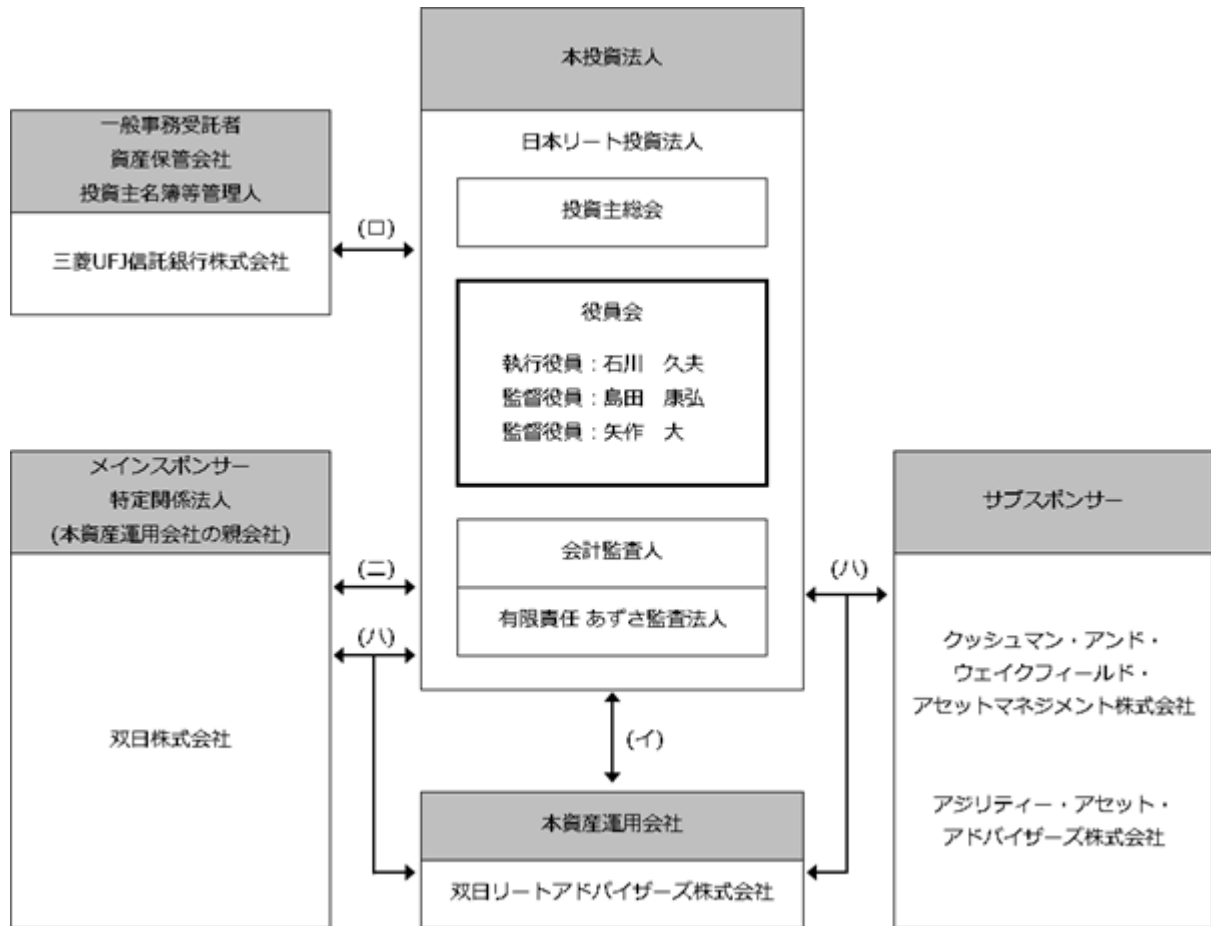 本投資法人
日本リート投資法人
投資主総会
役員会
執行役員：石川　久夫
監督役員：島田　康弘
監督役員：矢作　大
会計監査人
有限責任 あずさ監査法人
一般事務受託者
資産保管会社
投資主名簿等管理人
三菱UFJ信託銀行株式会社
(ロ)
メインスポンサー
特定関係法人
(本資産運用会社の親会社)
双日株式会社
(ニ)
(ハ)
(イ)
本資産運用会社
双日リートアドバイザーズ株式会社
(ハ)
サブスポンサー
クッシュマン・アンド・
ウェイクフィールド・
アセットマネジメント株式会社
アジリティー・アセット・
アドバイザーズ株式会社